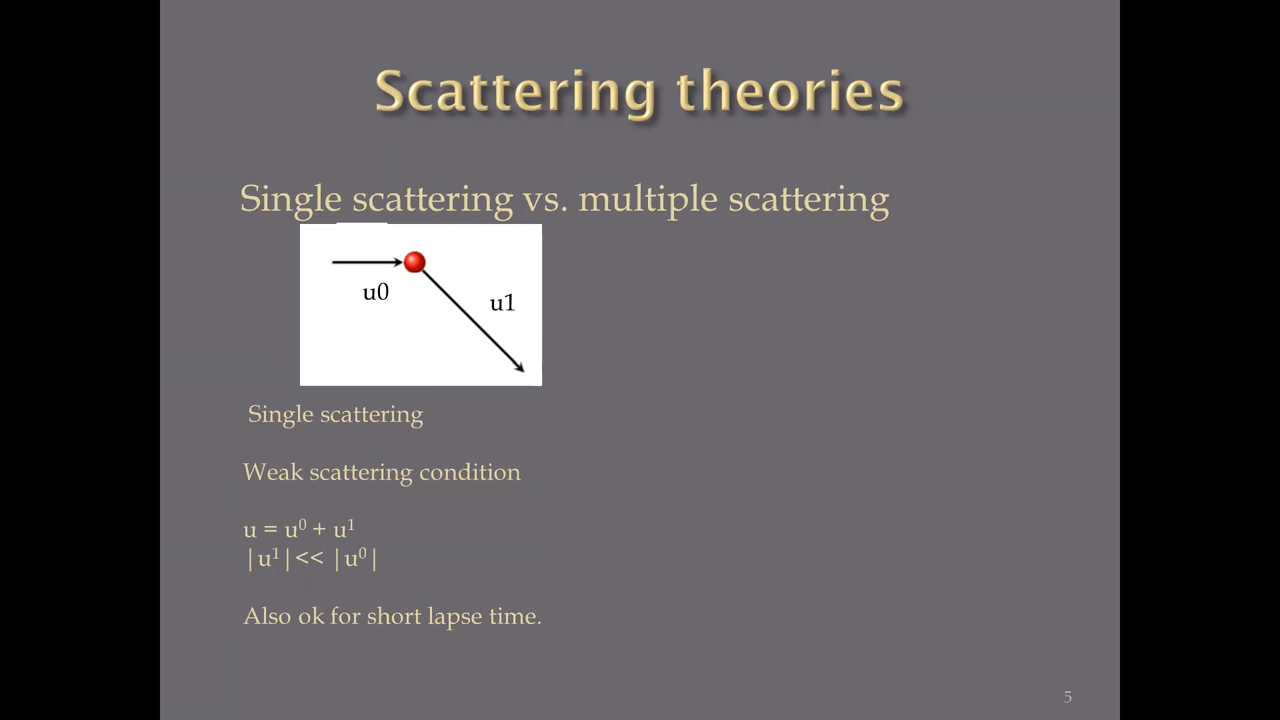 Scattering theories
Single scattering vs. multiple scattering
u0
u1
Single scattering
Weak scattering condition
u = u⁰ + u¹
|u¹|<< |u⁰|
Also ok for short lapse time.
5